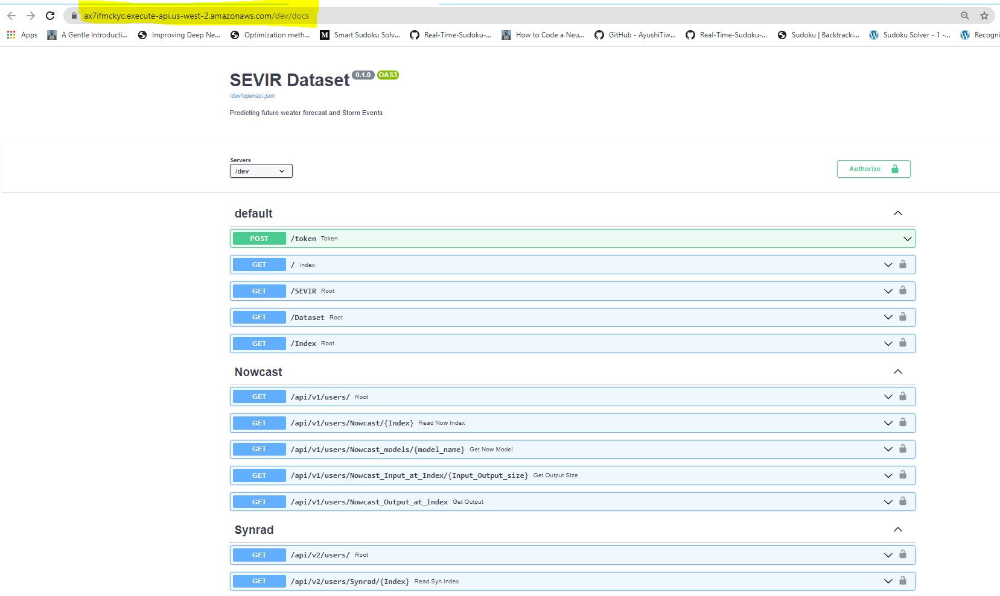 ax7ifmckyc.execute-api.us-west-2.amazonaws.com/dev/docs
Apps A Gentle Introducti... Improving Deep Ne... Optimization meth... Smart Sudoku Solv... Real-Time-Sudoku-... How to Code a Neu... GitHub - AyushiTiw... Real-Time-Sudoku-... Sudoku | Backtracki... Sudoku Solver - 1 -... Recogni
SEVIR Dataset 0.1.0 OAS3
/dev/openapi.json
Predicting future weater forecast and Storm Events
Servers
/dev
Authorize
default
POST /token Token
GET / Index
GET /SEVIR Root
GET /Dataset Root
GET /Index Root
Nowcast
GET /api/v1/users/ Root
GET /api/v1/users/Nowcast/{Index} Read Now Index
GET /api/v1/users/Nowcast_models/{model_name} Get Now Model
GET /api/v1/users/Nowcast_Input_at_Index/{Input_Output_size} Get Output Size
GET /api/v1/users/Nowcast_Output_at_Index Get Output
Synrad
GET /api/v2/users/ Root
GET /api/v2/users/Synrad/{Index} Read Syn Index